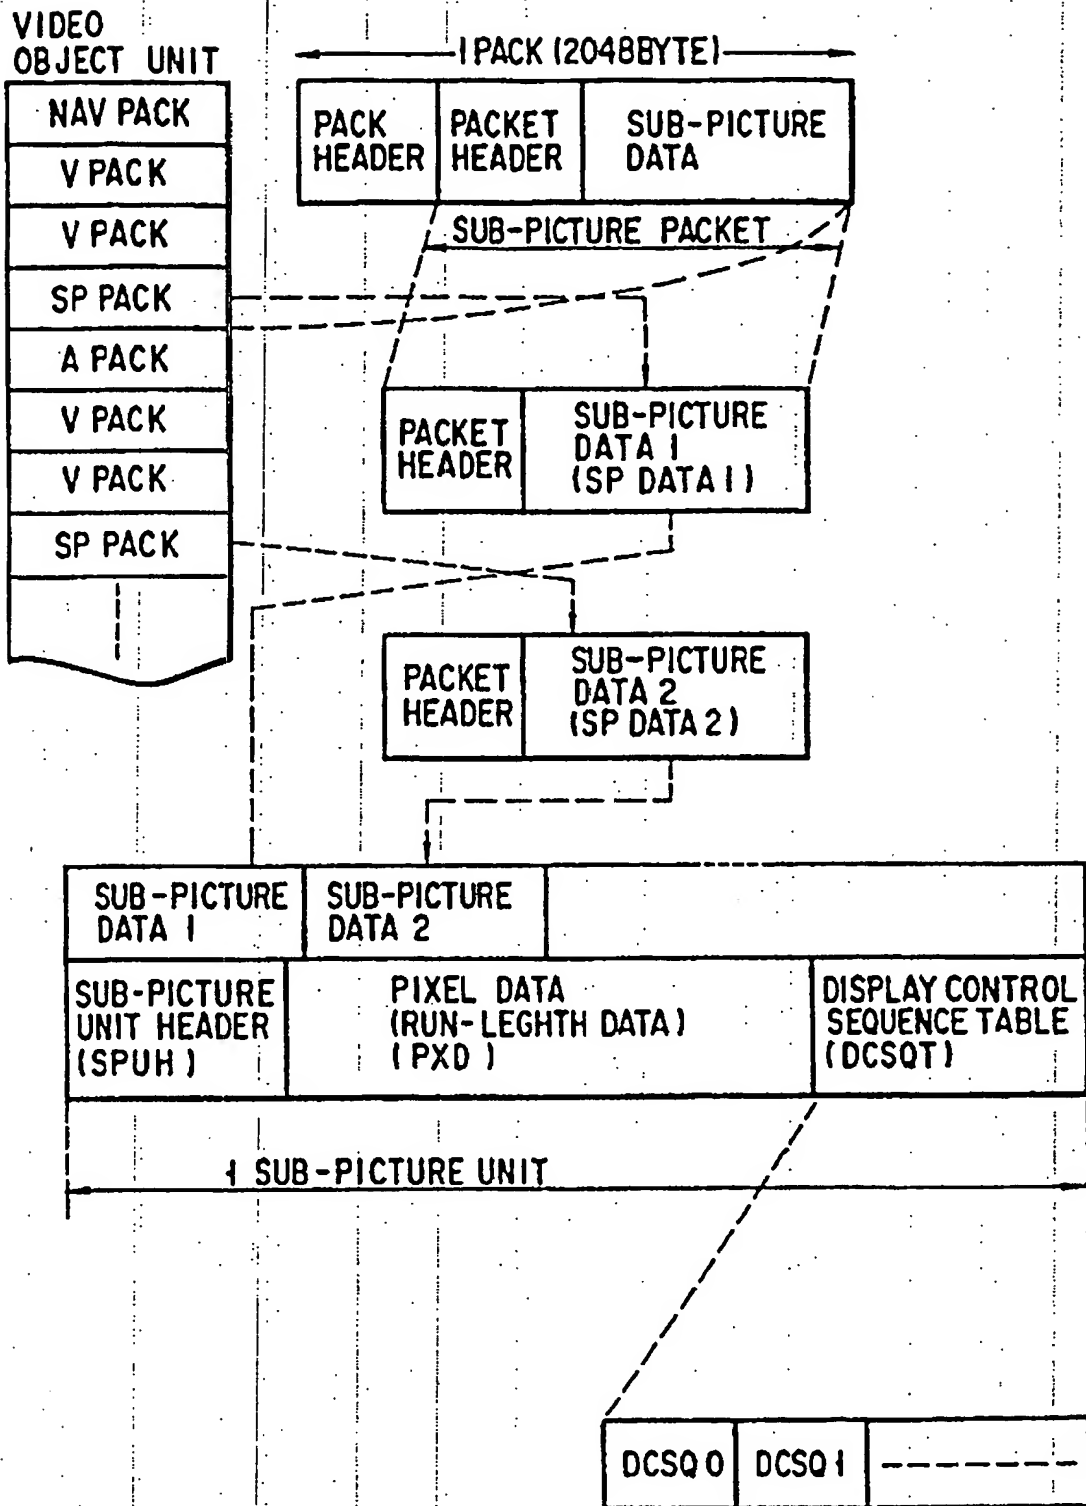 VIDEO
OBJECT UNIT
NAV PACK
V PACK
V PACK
SP PACK
A PACK
V PACK
V PACK
SP PACK
1 PACK (2048BYTE)
PACK
HEADER
PACKET
HEADER
SUB-PICTURE
DATA
SUB-PICTURE PACKET
PACKET
HEADER
SUB-PICTURE
DATA 1
(SP DATA 1)
PACKET
HEADER
SUB-PICTURE
DATA 2
(SP DATA 2)
SUB-PICTURE
DATA 1
SUB-PICTURE
DATA 2
SUB-PICTURE
UNIT HEADER
(SPUH)
PIXEL DATA
(RUN-LEGHTH DATA)
(PXD)
DISPLAY CONTROL
SEQUENCE TABLE
(DCSQT)
1 SUB-PICTURE UNIT
DCSQ 0
DCSQ 1